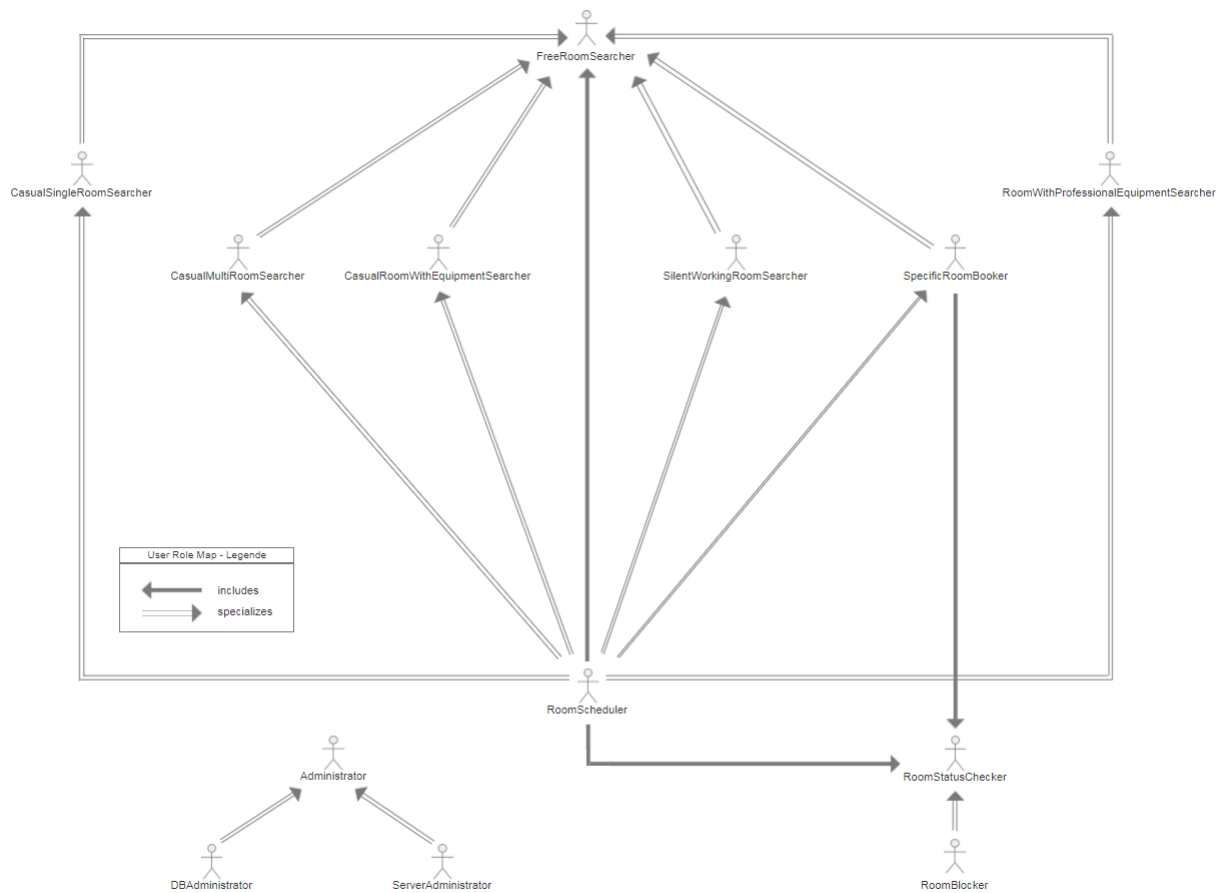 FreeRoomSearcher
CasualSingleRoomSearcher
RoomWithProfessionalEquipmentSearcher
CasualMultiRoomSearcher
CasualRoomWithEquipmentSearcher
SilentWorkingRoomSearcher
SpecificRoomBooker
User Role Map - Legende
includes
specializes
RoomScheduler
Administrator
RoomStatusChecker
DBAdministrator
ServerAdministrator
RoomBlocker